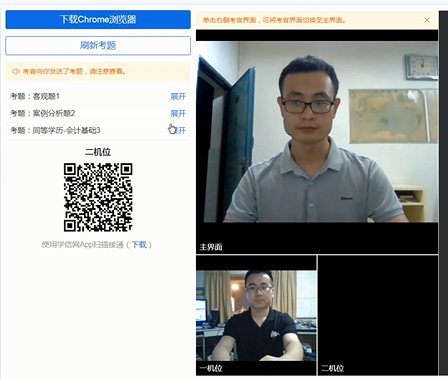 下载Chrome浏览器
刷新考题
考官向你发送了考题，请注意查看。
考题：客观题1 展开
考题：案例分析题2 展开
考题：同等学历-会计基础3 展开
二机位
使用学信网App扫描接通（下载）
单击右侧考官界面，可将考官界面切换至主界面。
主界面
一机位
二机位